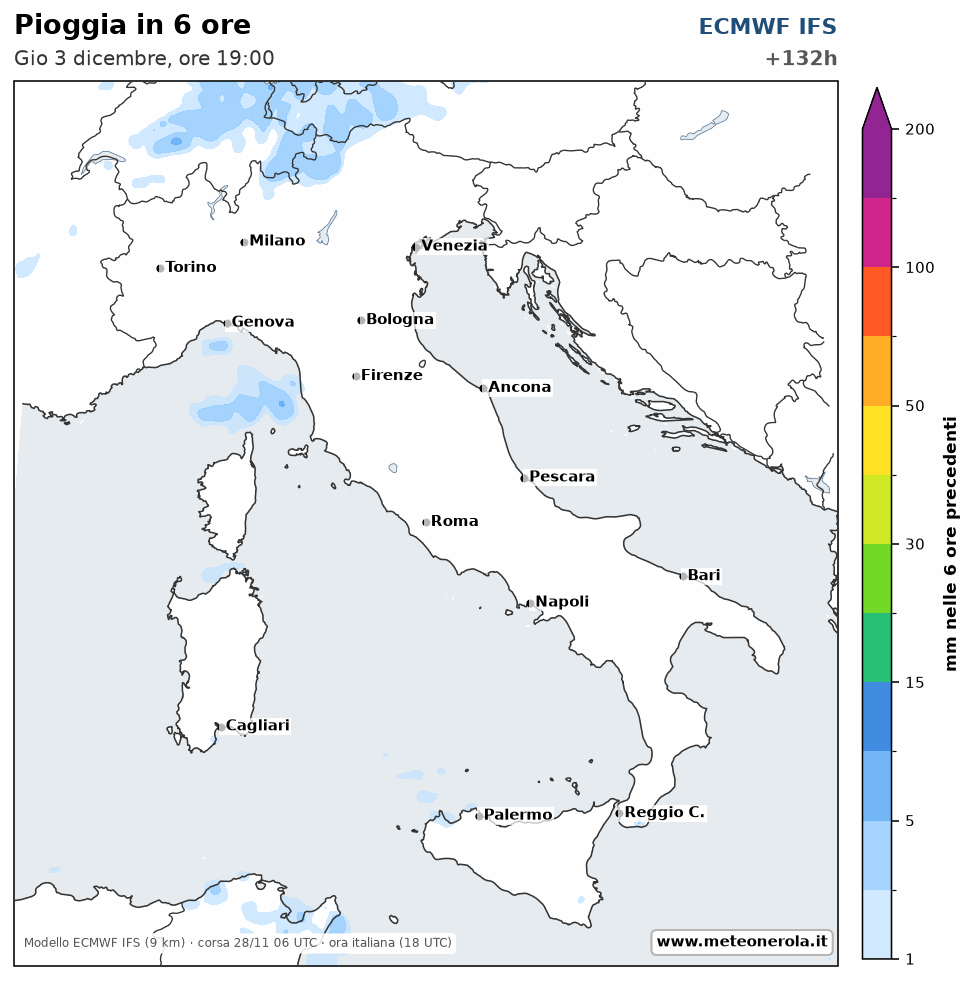 Pioggia in 6 ore
ECMWF IFS
Gio 3 dicembre, ore 19:00
+132h
200
100
50
30
15
5
1
mm nelle 6 ore precedenti
Milano
Venezia
Torino
Genova
Bologna
Firenze
Ancona
Pescara
Roma
Bari
Napoli
Cagliari
Palermo
Reggio C.
Modello ECMWF IFS (9 km) · corsa 28/11 06 UTC · ora italiana (18 UTC)
www.meteonerola.it